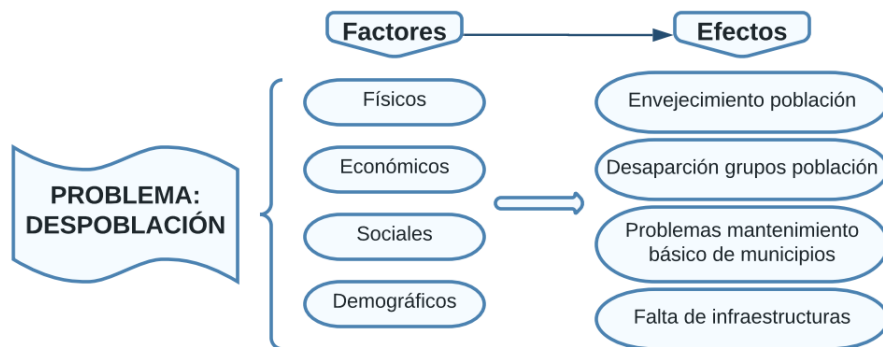 Factores
Efectos
PROBLEMA:
DESPOBLACIÓN
Físicos
Económicos
Sociales
Demográficos
Envejecimiento población
Desaparción grupos población
Problemas mantenimiento
básico de municipios
Falta de infraestructuras